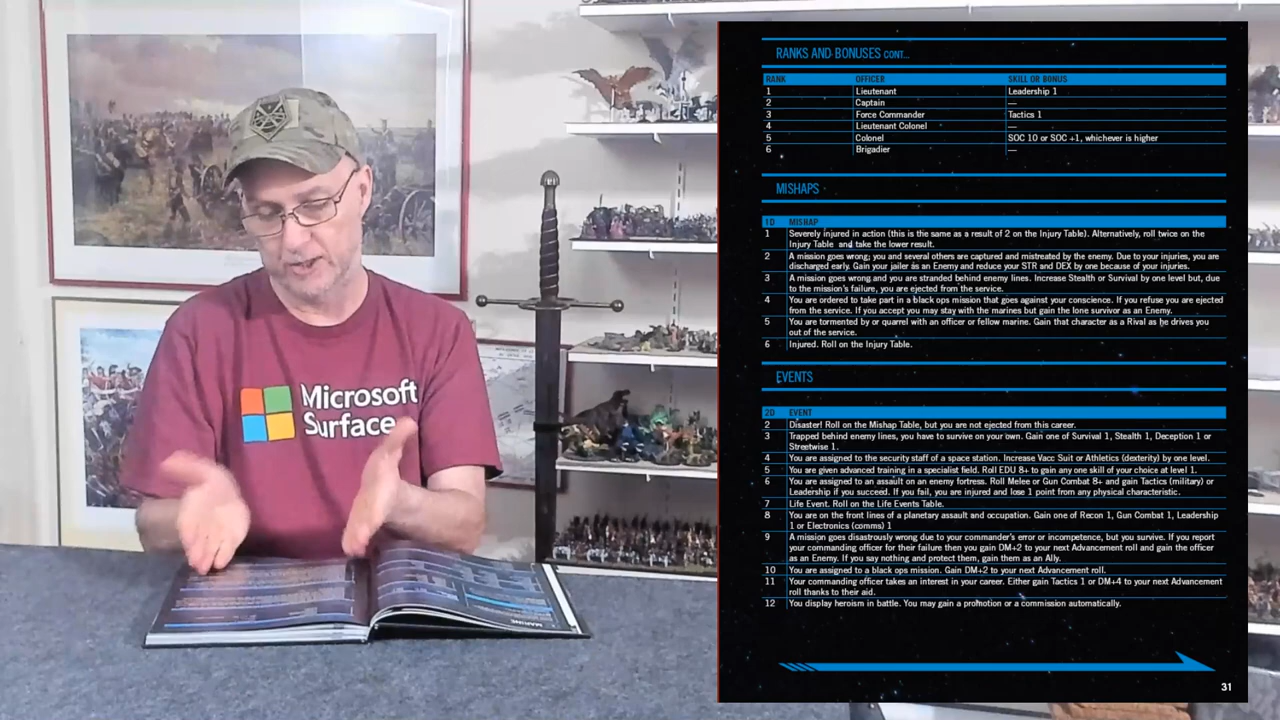 Microsoft
Surface
MARINE
RANKS AND BONUSES CONT...
RANK OFFICER SKILL OR BONUS
1 Lieutenant Leadership 1
2 Captain —
3 Force Commander Tactics 1
4 Lieutenant Colonel —
5 Colonel SOC 10 or SOC +1, whichever is higher
6 Brigadier —
MISHAPS
1D MISHAP
1 Severely injured in action (this is the same as a result of 2 on the Injury Table). Alternatively, roll twice on the
Injury Table and take the lower result.
2 A mission goes wrong; you and several others are captured and mistreated by the enemy. Due to your injuries, you are
discharged early. Gain your jailer as an Enemy and reduce your STR and DEX by one because of your injuries.
3 A mission goes wrong and you are stranded behind enemy lines. Increase Stealth or Survival by one level but, due
to the mission's failure, you are ejected from the service.
4 You are ordered to take part in a black ops mission that goes against your conscience. If you refuse you are ejected
from the service. If you accept you may stay with the marines but gain the lone survivor as an Enemy.
5 You are tormented by or quarrel with an officer or fellow marine. Gain that character as a Rival as he drives you
out of the service.
6 Injured. Roll on the Injury Table.
EVENTS
2D EVENT
2 Disaster! Roll on the Mishap Table, but you are not ejected from this career.
3 Trapped behind enemy lines, you have to survive on your own. Gain one of Survival 1, Stealth 1, Deception 1 or
Streetwise 1.
4 You are assigned to the security staff of a space station. Increase Vacc Suit or Athletics (dexterity) by one level.
5 You are given advanced training in a specialist field. Roll EDU 8+ to gain any one skill of your choice at level 1.
6 You are assigned to an assault on an enemy fortress. Roll Melee or Gun Combat 8+ and gain Tactics (military) or
Leadership if you succeed. If you fail, you are injured and lose 1 point from any physical characteristic.
7 Life Event. Roll on the Life Events Table.
8 You are on the front lines of a planetary assault and occupation. Gain one of Recon 1, Gun Combat 1, Leadership
1 or Electronics (comms) 1
9 A mission goes disastrously wrong due to your commander's error or incompetence, but you survive. If you report
your commanding officer for their failure then you gain DM+2 to your next Advancement roll and gain the officer
as an Enemy. If you say nothing and protect them, gain them as an Ally.
10 You are assigned to a black ops mission. Gain DM+2 to your next Advancement roll.
11 Your commanding officer takes an interest in your career. Either gain Tactics 1 or DM+4 to your next Advancement
roll thanks to their aid.
12 You display heroism in battle. You may gain a promotion or a commission automatically.
31